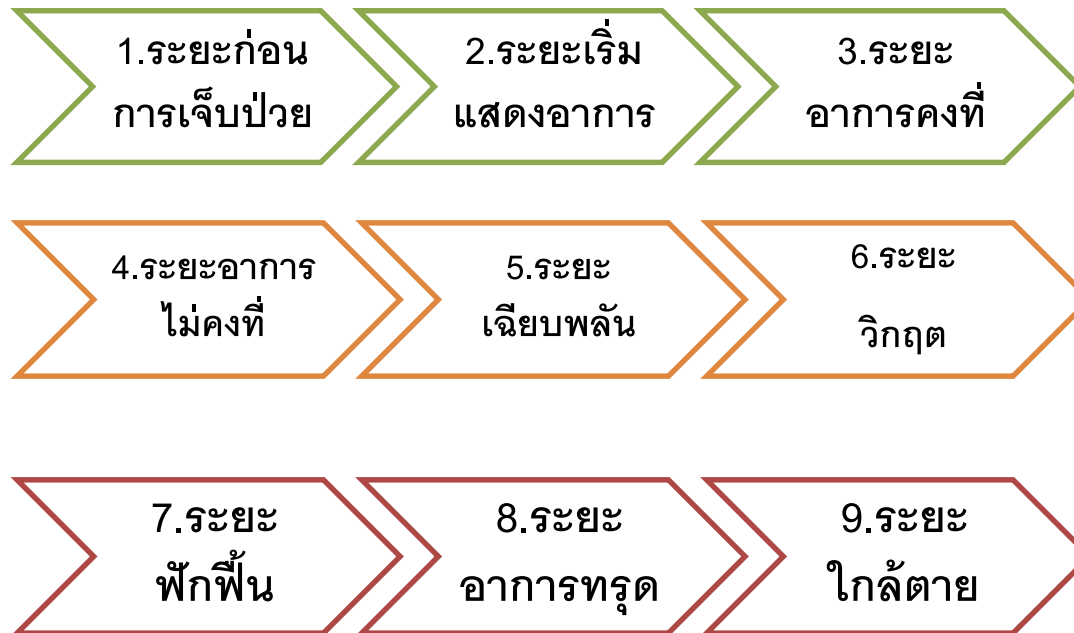 1.ระยะก่อน
การเจ็บป่วย
2.ระยะเริ่ม
แสดงอาการ
3.ระยะ
อาการคงที่
4.ระยะอาการ
ไม่คงที่
5.ระยะ
เฉียบพลัน
6.ระยะ
วิกฤต
7.ระยะ
ฟักฟื้น
8.ระยะ
อาการทรุด
9.ระยะ
ใกล้ตาย